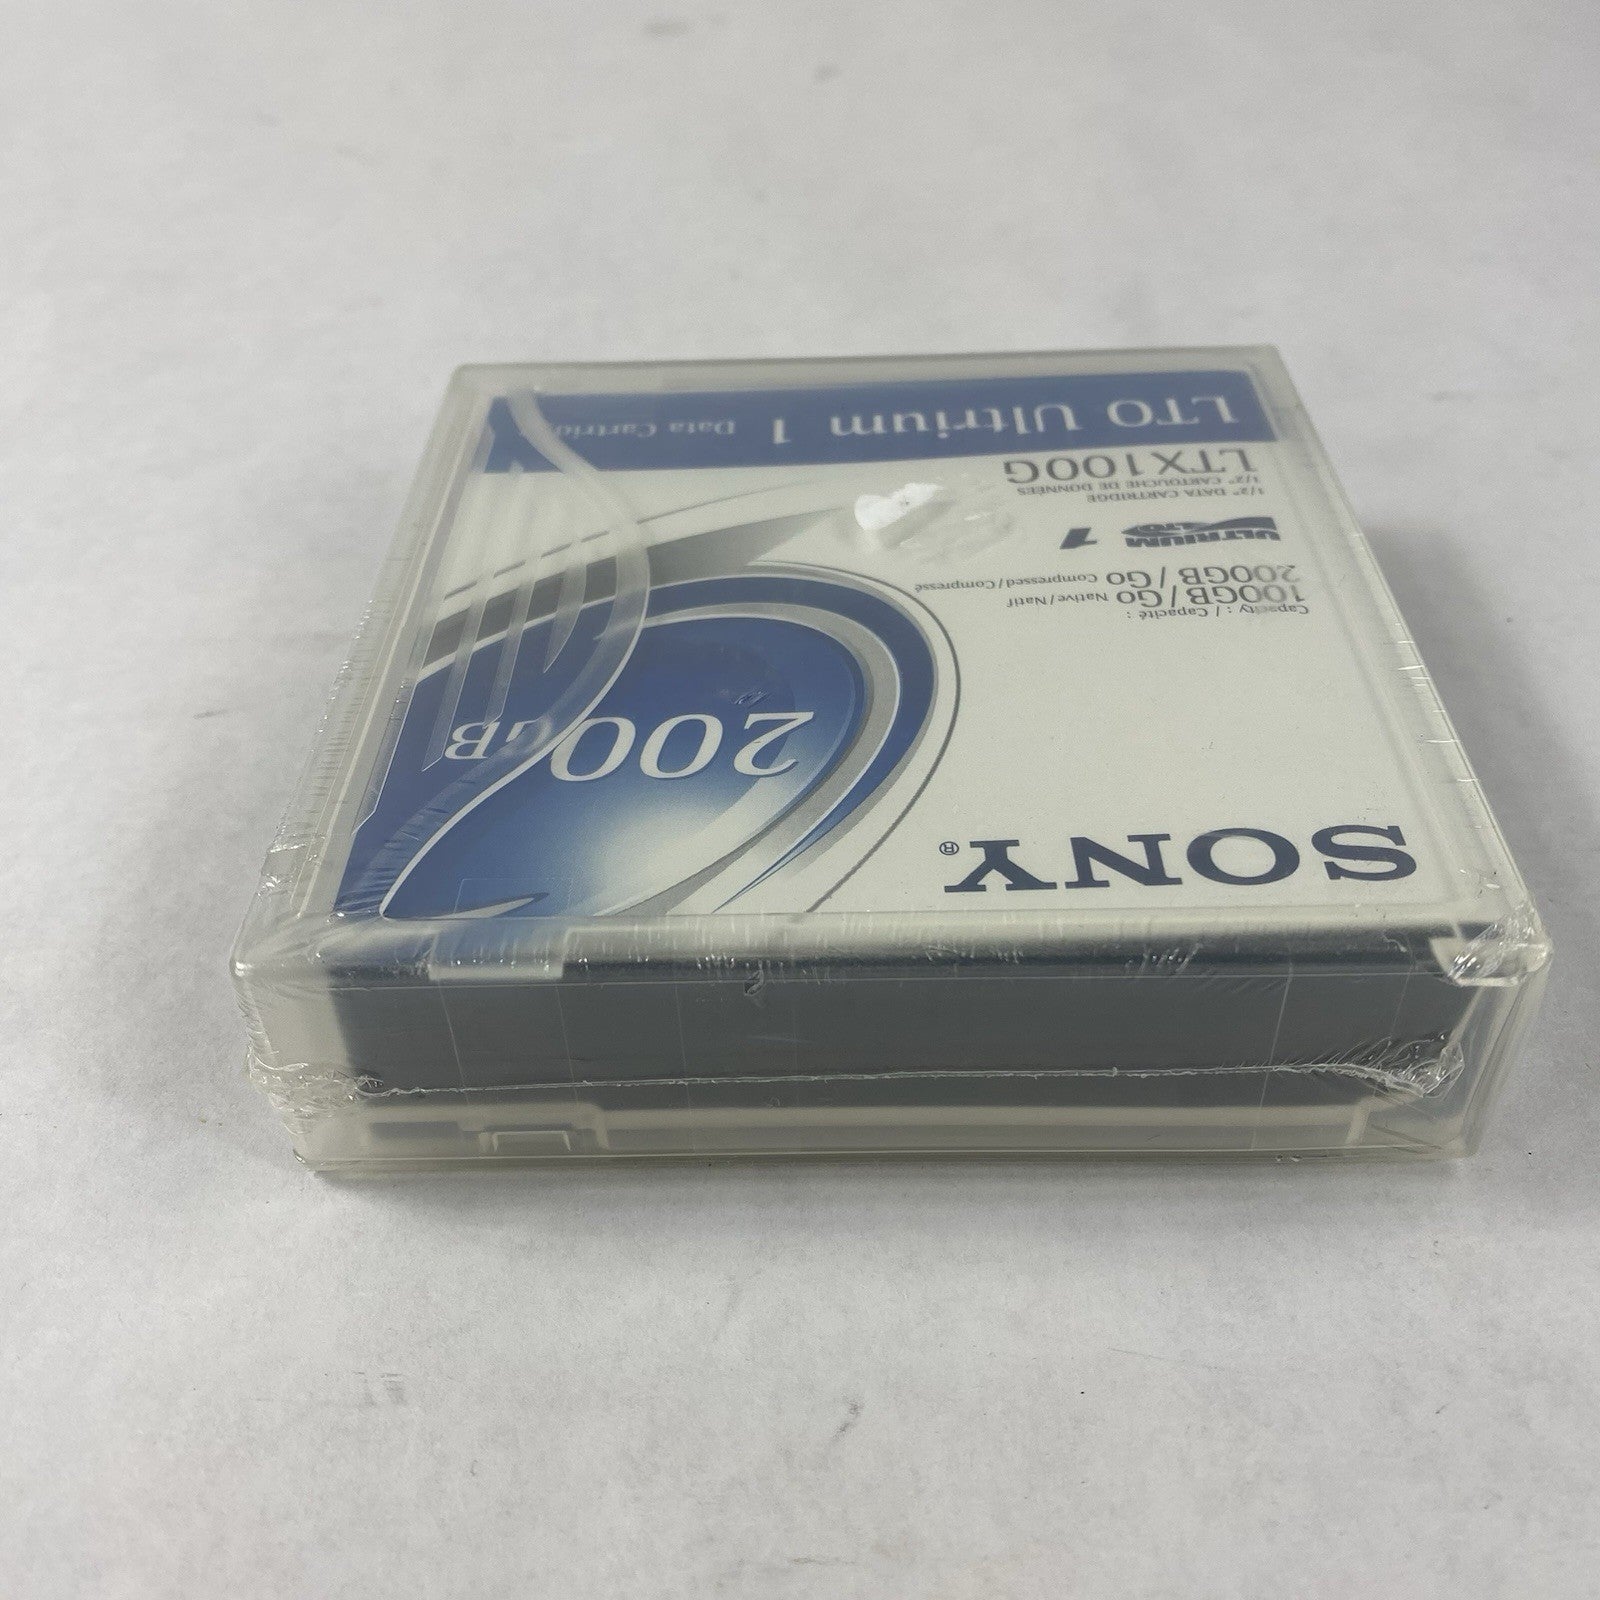 SONY®
200GB
Capacity: / Capacité :
100GB/Go Native/Natif
200GB/Go Compressed/Compressé
ULTRIUM LTO 1
1/2" DATA CARTRIDGE
1/2" CARTOUCHE DE DONNÉES
LTX100G
LTO Ultrium 1 Data